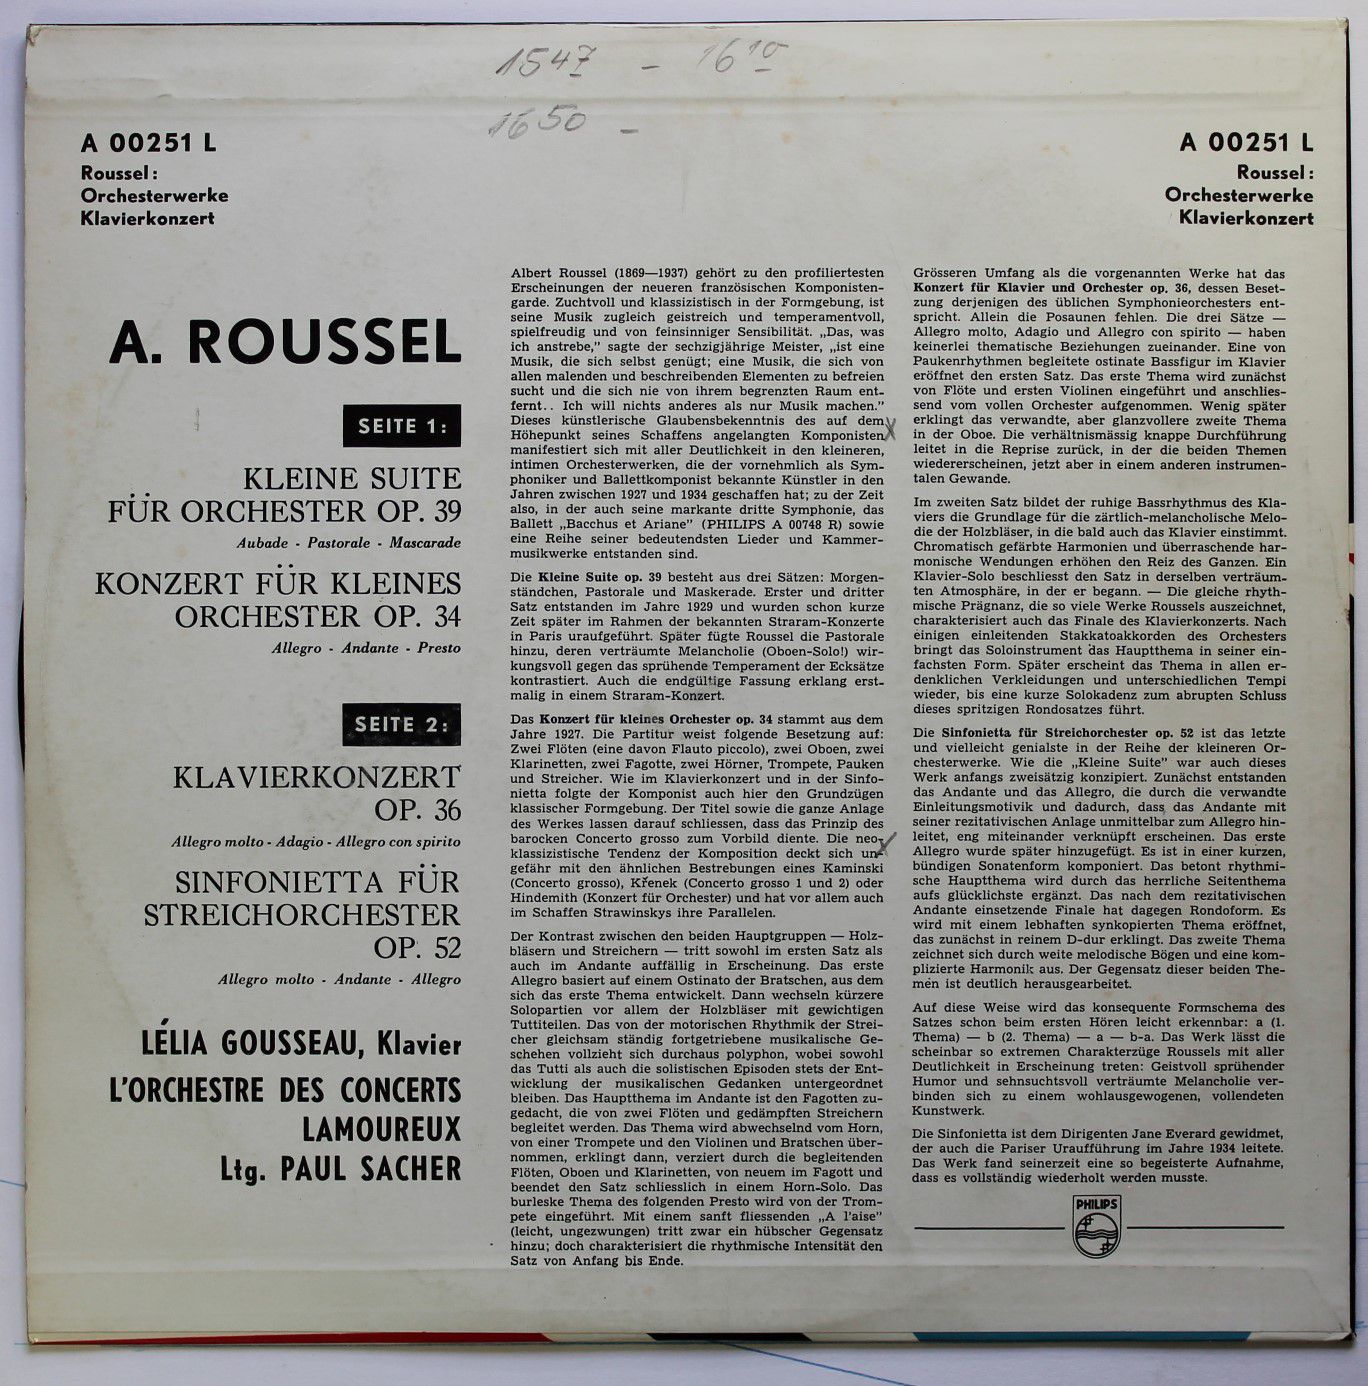 1547 - 16 10
1650 -
A 00251 L
Roussel:
Orchesterwerke
Klavierkonzert
A 00251 L
Roussel:
Orchesterwerke
Klavierkonzert
A. ROUSSEL
SEITE 1:
KLEINE SUITE
FÜR ORCHESTER OP. 39
Aubade - Pastorale - Mascarade
KONZERT FÜR KLEINES
ORCHESTER OP. 34
Allegro - Andante - Presto
SEITE 2:
KLAVIERKONZERT
OP. 36
Allegro molto - Adagio - Allegro con spirito
SINFONIETTA FÜR
STREICHORCHESTER
OP. 52
Allegro molto - Andante - Allegro
LÉLIA GOUSSEAU, Klavier
L'ORCHESTRE DES CONCERTS
LAMOUREUX
Ltg. PAUL SACHER
Albert Roussel (1869—1937) gehört zu den profiliertesten
Erscheinungen der neueren französischen Komponisten-
garde. Zuchtvoll und klassizistisch in der Formgebung, ist
seine Musik zugleich geistreich und temperamentvoll,
spielfreudig und von feinsinniger Sensibilität. „Das, was
ich anstrebe,” sagte der sechzigjährige Meister, „ist eine
Musik, die sich selbst genügt; eine Musik, die sich von
allen malenden und beschreibenden Elementen zu befreien
sucht und die sich nie von ihrem begrenzten Raum ent-
fernt.. Ich will nichts anderes als nur Musik machen.”
Dieses künstlerische Glaubensbekenntnis des auf dem
Höhepunkt seines Schaffens angelangten Komponisten
manifestiert sich mit aller Deutlichkeit in den kleineren,
intimen Orchesterwerken, die der vornehmlich als Sym-
phoniker und Ballettkomponist bekannte Künstler in den
Jahren zwischen 1927 und 1934 geschaffen hat; zu der Zeit
also, in der auch seine markante dritte Symphonie, das
Ballett „Bacchus et Ariane” (PHILIPS A 00748 R) sowie
eine Reihe seiner bedeutendsten Lieder und Kammer-
musikwerke entstanden sind.
Die Kleine Suite op. 39 besteht aus drei Sätzen: Morgen-
ständchen, Pastorale und Maskerade. Erster und dritter
Satz entstanden im Jahre 1929 und wurden schon kurze
Zeit später im Rahmen der bekannten Straram-Konzerte
in Paris uraufgeführt. Später fügte Roussel die Pastorale
hinzu, deren verträumte Melancholie (Oboen-Solo!) wir-
kungsvoll gegen das sprühende Temperament der Ecksätze
kontrastiert. Auch die endgültige Fassung erklang erst-
malig in einem Straram-Konzert.
Das Konzert für kleines Orchester op. 34 stammt aus dem
Jahre 1927. Die Partitur weist folgende Besetzung auf:
Zwei Flöten (eine davon Flauto piccolo), zwei Oboen, zwei
Klarinetten, zwei Fagotte, zwei Hörner, Trompete, Pauken
und Streicher. Wie im Klavierkonzert und in der Sinfo-
nietta folgte der Komponist auch hier den Grundzügen
klassischer Formgebung. Der Titel sowie die ganze Anlage
des Werkes lassen darauf schliessen, dass das Prinzip des
barocken Concerto grosso zum Vorbild diente. Die neo-
klassizistische Tendenz der Komposition deckt sich un-
gefähr mit den ähnlichen Bestrebungen eines Kaminski
(Concerto grosso), Křenek (Concerto grosso 1 und 2) oder
Hindemith (Konzert für Orchester) und hat vor allem auch
im Schaffen Strawinskys ihre Parallelen.
Der Kontrast zwischen den beiden Hauptgruppen — Holz-
bläsern und Streichern — tritt sowohl im ersten Satz als
auch im Andante auffällig in Erscheinung. Das erste
Allegro basiert auf einem Ostinato der Bratschen, aus dem
sich das erste Thema entwickelt. Dann wechseln kürzere
Solopartien vor allem der Holzbläser mit gewichtigen
Tuttiteilen. Das von der motorischen Rhythmik der Strei-
cher gleichsam ständig fortgetriebene musikalische Ge-
schehen vollzieht sich durchaus polyphon, wobei sowohl
das Tutti als auch die solistischen Episoden stets der Ent-
wicklung der musikalischen Gedanken untergeordnet
bleiben. Das Hauptthema im Andante ist den Fagotten zu-
gedacht, die von zwei Flöten und gedämpften Streichern
begleitet werden. Das Thema wird abwechselnd vom Horn,
von einer Trompete und den Violinen und Bratschen über-
nommen, erklingt dann, verziert durch die begleitenden
Flöten, Oboen und Klarinetten, von neuem im Fagott und
beendet den Satz schliesslich in einem Horn-Solo. Das
burleske Thema des folgenden Presto wird von der Trom-
pete eingeführt. Mit einem sanft fliessenden „A l'aise”
(leicht, ungezwungen) tritt zwar ein hübscher Gegensatz
hinzu; doch charakterisiert die rhythmische Intensität den
Satz von Anfang bis Ende.
Grösseren Umfang als die vorgenannten Werke hat das
Konzert für Klavier und Orchester op. 36, dessen Beset-
zung derjenigen des üblichen Symphonieorchesters ent-
spricht. Allein die Posaunen fehlen. Die drei Sätze —
Allegro molto, Adagio und Allegro con spirito — haben
keinerlei thematische Beziehungen zueinander. Eine von
Paukenrhythmen begleitete ostinate Bassfigur im Klavier
eröffnet den ersten Satz. Das erste Thema wird zunächst
von Flöte und ersten Violinen eingeführt und anschlies-
send vom vollen Orchester aufgenommen. Wenig später
erklingt das verwandte, aber glanzvollere zweite Thema
in der Oboe. Die verhältnismässig knappe Durchführung
leitet in die Reprise zurück, in der die beiden Themen
wiedererscheinen, jetzt aber in einem anderen instrumen-
talen Gewande.
Im zweiten Satz bildet der ruhige Bassrhythmus des Kla-
viers die Grundlage für die zärtlich-melancholische Melo-
die der Holzbläser, in die bald auch das Klavier einstimmt.
Chromatisch gefärbte Harmonien und überraschende har-
monische Wendungen erhöhen den Reiz des Ganzen. Ein
Klavier-Solo beschliesst den Satz in derselben verträum-
ten Atmosphäre, in der er begann. — Die gleiche rhyth-
mische Prägnanz, die so viele Werke Roussels auszeichnet,
charakterisiert auch das Finale des Klavierkonzerts. Nach
einigen einleitenden Stakkatoakkorden des Orchesters
bringt das Soloinstrument das Hauptthema in seiner ein-
fachsten Form. Später erscheint das Thema in allen er-
denklichen Verkleidungen und unterschiedlichen Tempi
wieder, bis eine kurze Solokadenz zum abrupten Schluss
dieses spritzigen Rondosatzes führt.
Die Sinfonietta für Streichorchester op. 52 ist das letzte
und vielleicht genialste in der Reihe der kleineren Or-
chesterwerke. Wie die „Kleine Suite” war auch dieses
Werk anfangs zweisätzig konzipiert. Zunächst entstanden
das Andante und das Allegro, die durch die verwandte
Einleitungsmotivik und dadurch, dass das Andante mit
seiner rezitativischen Anlage unmittelbar zum Allegro hin-
leitet, eng miteinander verknüpft erscheinen. Das erste
Allegro wurde später hinzugefügt. Es ist in einer kurzen,
bündigen Sonatenform komponiert. Das betont rhythmi-
sche Hauptthema wird durch das herrliche Seitenthema
aufs glücklichste ergänzt. Das nach dem rezitativischen
Andante einsetzende Finale hat dagegen Rondoform. Es
wird mit einem lebhaften synkopierten Thema eröffnet,
das zunächst in reinem D-dur erklingt. Das zweite Thema
zeichnet sich durch weite melodische Bögen und eine kom-
plizierte Harmonik aus. Der Gegensatz dieser beiden The-
men ist deutlich herausgearbeitet.
Auf diese Weise wird das konsequente Formschema des
Satzes schon beim ersten Hören leicht erkennbar: a (1.
Thema) — b (2. Thema) — a — b-a. Das Werk lässt die
scheinbar so extremen Charakterzüge Roussels mit aller
Deutlichkeit in Erscheinung treten: Geistvoll sprühender
Humor und sehnsuchtsvoll verträumte Melancholie ver-
binden sich zu einem wohlausgewogenen, vollendeten
Kunstwerk.
Die Sinfonietta ist dem Dirigenten Jane Everard gewidmet,
der auch die Pariser Uraufführung im Jahre 1934 leitete.
Das Werk fand seinerzeit eine so begeisterte Aufnahme,
dass es vollständig wiederholt werden musste.
PHILIPS